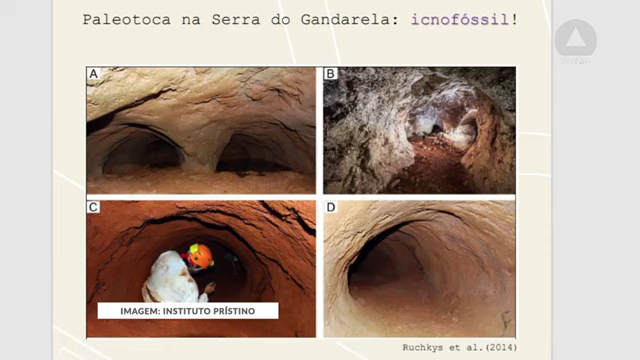 Paleotoca na Serra do Gandarela: icnofóssil!
A
B
C
D
IMAGEM: INSTITUTO PRÍSTINO
Ruchkys et al.(2014)